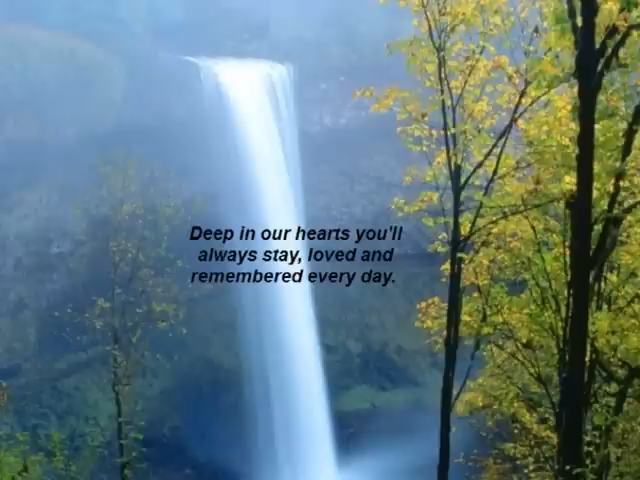 Deep in our hearts you'll
always stay, loved and
remembered every day.